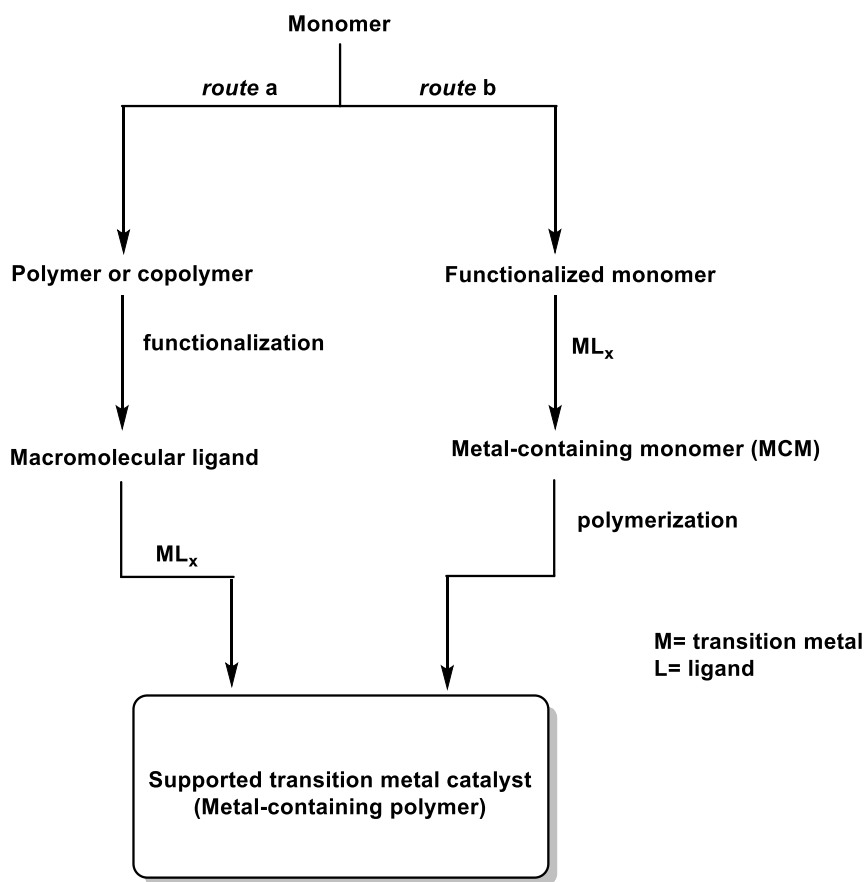 Monomer
route a
route b
Polymer or copolymer
Functionalized monomer
functionalization
MLx
Macromolecular ligand
Metal-containing monomer (MCM)
polymerization
MLx
M= transition metal
L= ligand
Supported transition metal catalyst
(Metal-containing polymer)